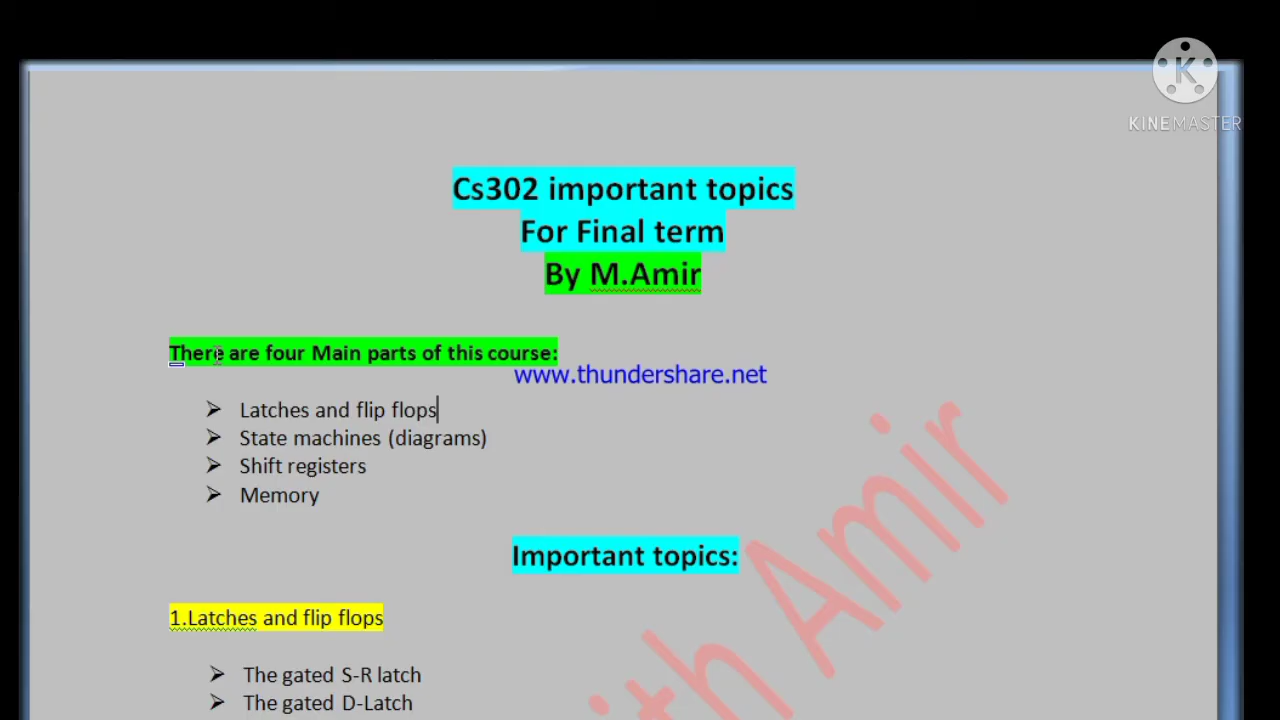 KINEMASTER
Cs302 important topics
For Final term
By M.Amir
There are four Main parts of this course:
www.thundershare.net
Latches and flip flops
State machines (diagrams)
Shift registers
Memory
Important topics:
1.Latches and flip flops
The gated S-R latch
The gated D-Latch
ith Amir